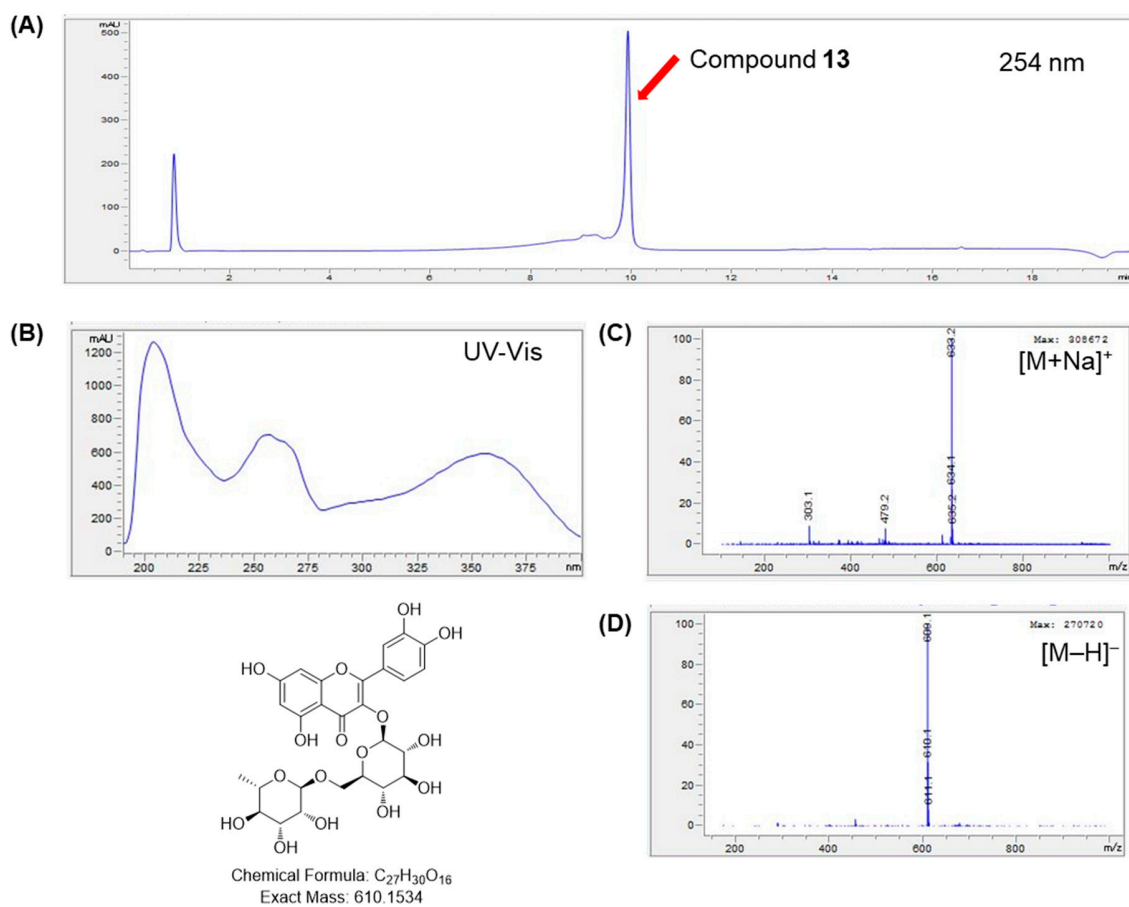 (A)
mAU
500
400
300
200
100
0
Compound 13
254 nm
2
4
6
8
10
12
14
16
18
min
(B)
mAU
1200
1000
800
600
400
200
0
UV-Vis
200
225
250
275
300
325
350
375
nm
(C)
100
80
60
40
20
0
Max: 308672
[M+Na]⁺
633.2
634.1
635.2
303.1
479.2
200
400
600
800
m/z
(D)
100
80
60
40
20
0
Max: 270720
[M–H]⁻
609.1
610.1
611.1
200
400
600
800
m/z
OH
OH
HO
O
OH
O
O
O
OH
OH
OH
O
O
HO
OH
OH
Chemical Formula: C₂₇H₃₀O₁₆
Exact Mass: 610.1534